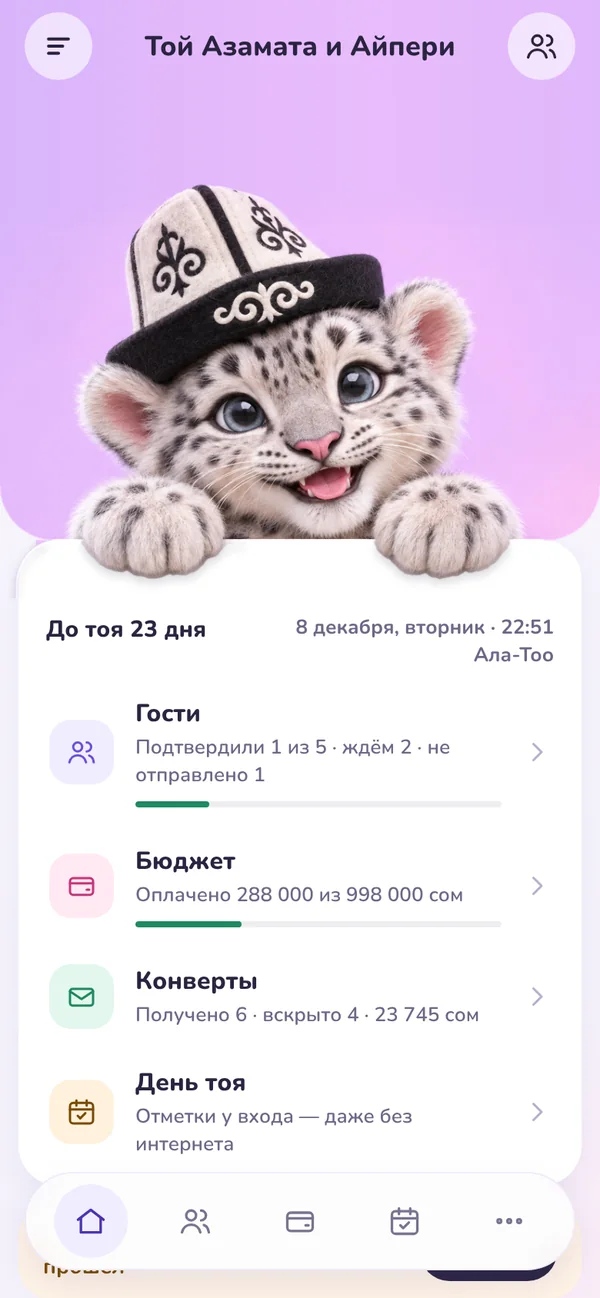 Той Азамата и Айпери
До тоя 23 дня
8 декабря, вторник · 22:51
Ала-Тоо
Гости
Подтвердили 1 из 5 · ждём 2 · не
отправлено 1
Бюджет
Оплачено 288 000 из 998 000 сом
Конверты
Получено 6 · вскрыто 4 · 23 745 сом
День тоя
Отметки у входа — даже без
интернета
прошёл